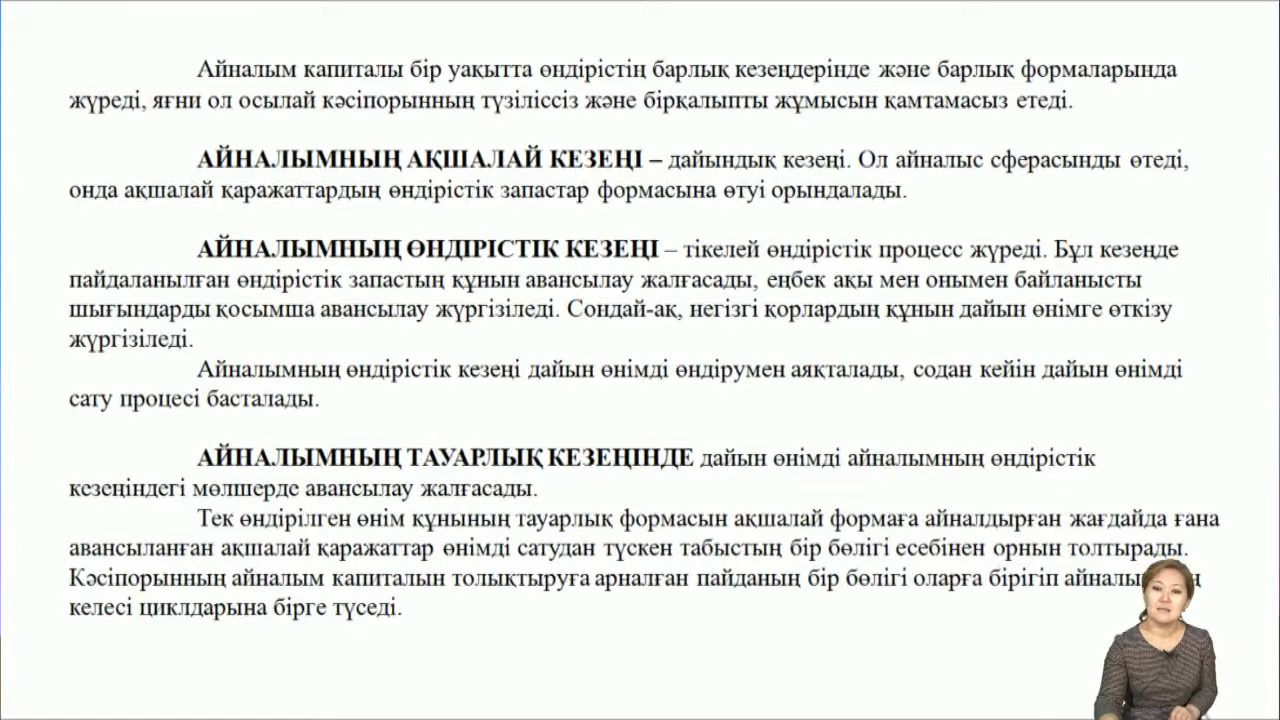 Айналым капиталы бір уақытта өндірістің барлық кезеңдерінде және барлық формаларында
жүреді, яғни ол осылай кәсіпорынның түзіліссіз және бірқалыпты жұмысын қамтамасыз етеді.
АЙНАЛЫМНЫҢ АҚШАЛАЙ КЕЗЕҢІ – дайындық кезеңі. Ол айналыс сферасынды өтеді,
онда ақшалай қаражаттардың өндірістік запастар формасына өтуі орындалады.
АЙНАЛЫМНЫҢ ӨНДІРІСТІК КЕЗЕҢІ – тікелей өндірістік процесс жүреді. Бұл кезеңде
пайдаланылған өндірістік запастың құнын авансылау жалғасады, еңбек ақы мен онымен байланысты
шығындарды қосымша авансылау жүргізіледі. Сондай-ақ, негізгі қорлардың құнын дайын өнімге өткізу
жүргізіледі.
Айналымның өндірістік кезеңі дайын өнімді өндірумен аяқталады, содан кейін дайын өнімді
сату процесі басталады.
АЙНАЛЫМНЫҢ ТАУАРЛЫҚ КЕЗЕҢІНДЕ дайын өнімді айналымның өндірістік
кезеңіндегі мөлшерде авансылау жалғасады.
Тек өндірілген өнім құнының тауарлық формасын ақшалай формаға айналдырған жағдайда ғана
авансыланған ақшалай қаражаттар өнімді сатудан түскен табыстың бір бөлігі есебінен орнын толтырады.
Кәсіпорынның айналым капиталын толықтыруға арналған пайданың бір бөлігі оларға бірігіп
келесі циклдарына бірге түседі.